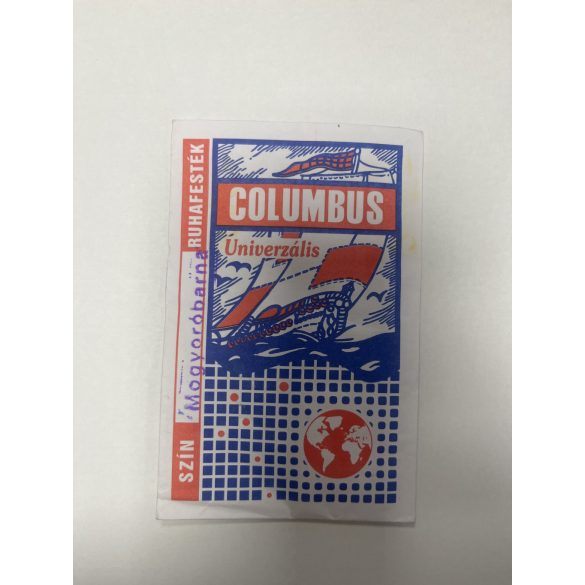 COLUMBUS
Univerzális
RUHAFESTÉK
Mogyoróbarna
SZÍN